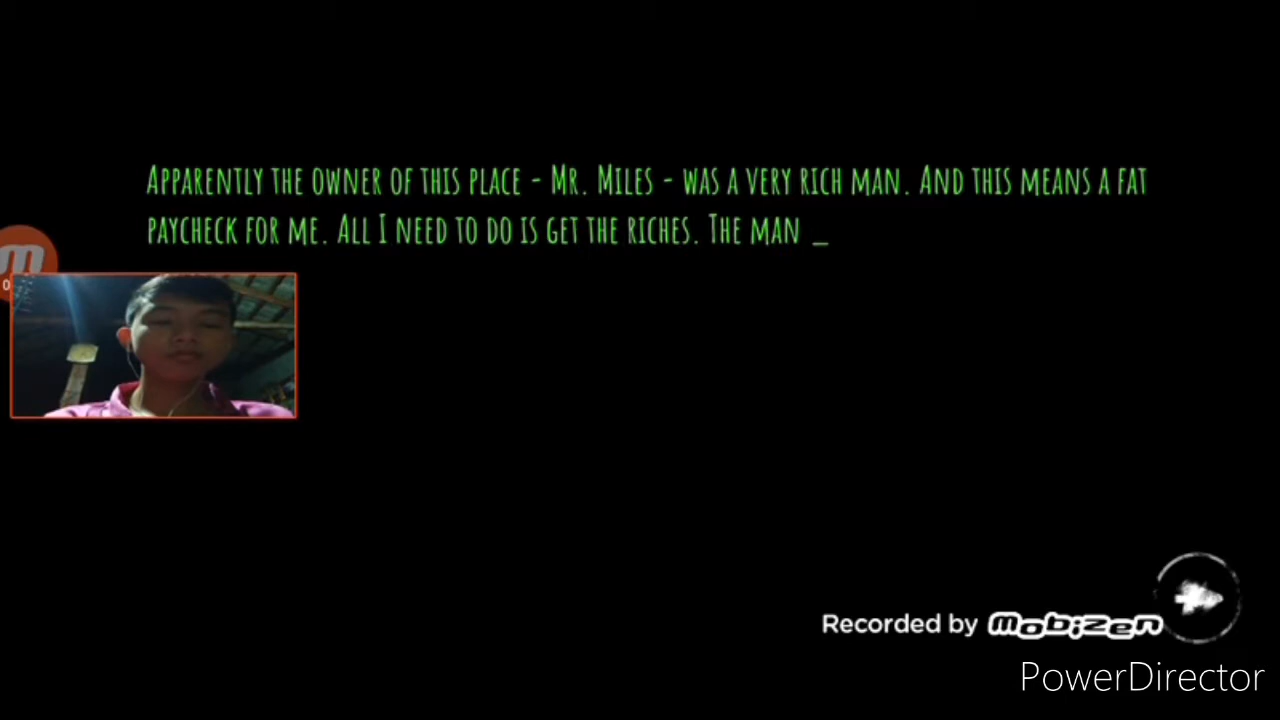 Apparently the owner of this place - Mr. Miles - was a very rich man. And this means a fat
paycheck for me. All I need to do is get the riches. The man _
m
0
Recorded by mobizen
PowerDirector